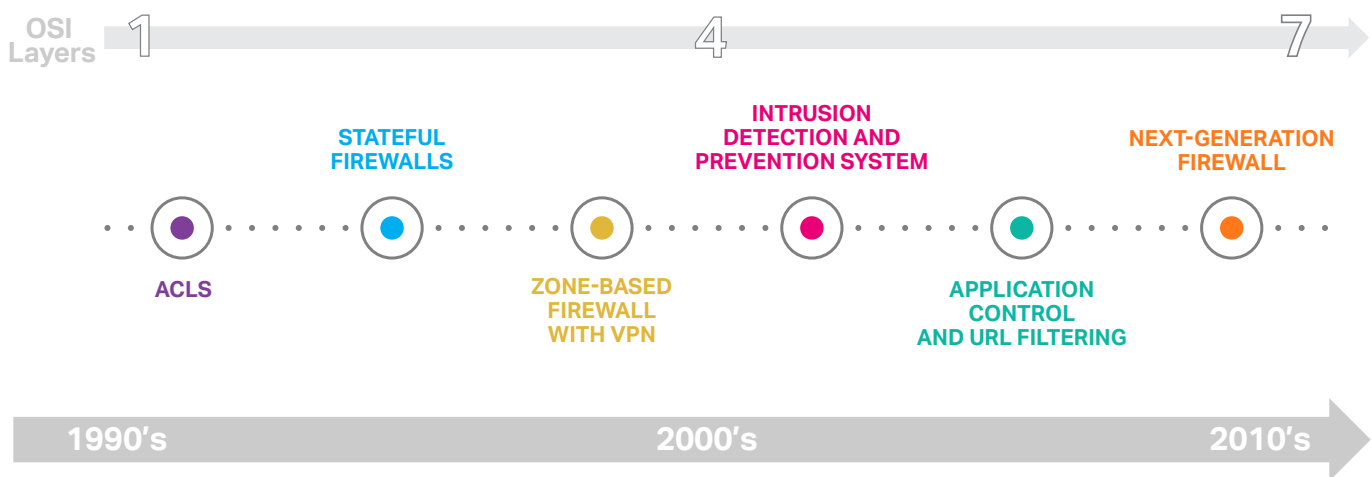 OSI
Layers
1
4
7
STATEFUL
FIREWALLS
INTRUSION
DETECTION AND
PREVENTION SYSTEM
NEXT-GENERATION
FIREWALL
ACLS
ZONE-BASED
FIREWALL
WITH VPN
APPLICATION
CONTROL
AND URL FILTERING
1990's
2000's
2010's